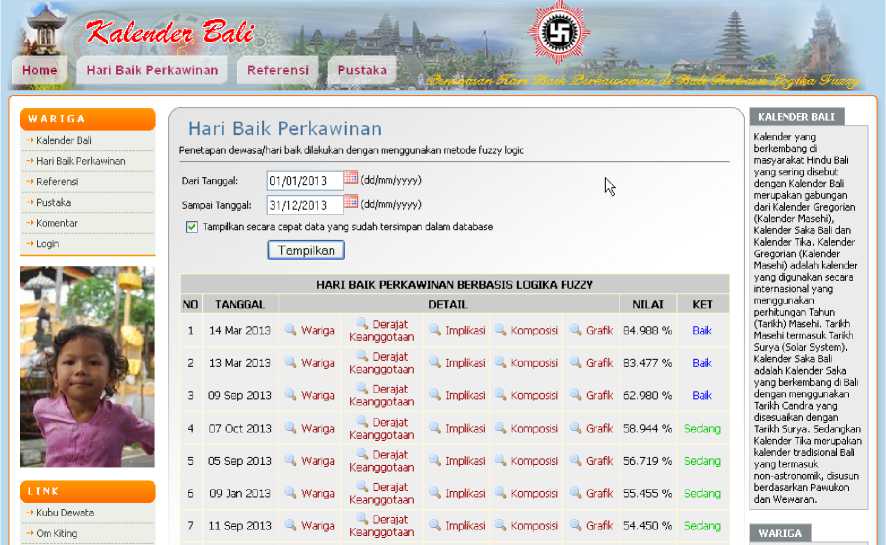 Kalender Bali
Home
Hari Baik Perkawinan
Referensi
Pustaka
Hari Baik Perkawinan di Bali Berbasis Logika Fuzzy
WARIGA
Kalender Bali
Hari Baik Perkawinan
Referensi
Pustaka
Komentar
Login
LINK
Kubu Dewata
Om Kiting
Hari Baik Perkawinan
Penetapan dewasa/hari baik dilakukan dengan menggunakan metode fuzzy logic
Dari Tanggal: 01/01/2013 (dd/mm/yyyy)
Sampai Tanggal: 31/12/2013 (dd/mm/yyyy)
Tampilkan secara cepat data yang sudah tersimpan dalam database
Tampilkan
HARI BAIK PERKAWINAN BERBASIS LOGIKA FUZZY
NO TANGGAL DETAIL NILAI KET
1 14 Mar 2013 Wariga Derajat Keanggotaan Implikasi Komposisi Grafik 84.988 % Baik
2 13 Mar 2013 Wariga Derajat Keanggotaan Implikasi Komposisi Grafik 83.477 % Baik
3 09 Sep 2013 Wariga Derajat Keanggotaan Implikasi Komposisi Grafik 62.980 % Baik
4 07 Oct 2013 Wariga Derajat Keanggotaan Implikasi Komposisi Grafik 58.944 % Sedang
5 05 Sep 2013 Wariga Derajat Keanggotaan Implikasi Komposisi Grafik 56.719 % Sedang
6 09 Jan 2013 Wariga Derajat Keanggotaan Implikasi Komposisi Grafik 55.455 % Sedang
7 11 Sep 2013 Wariga Derajat Keanggotaan Implikasi Komposisi Grafik 54.450 % Sedang
KALENDER BALI
Kalender yang
berkembang di
masyarakat Hindu Bali
yang sering disebut
dengan Kalender Bali
merupakan gabungan
dari Kalender Gregorian
(Kalender Masehi),
Kalender Saka Bali dan
Kalender Tika. Kalender
Gregorian (Kalender
Masehi) adalah kalender
yang digunakan secara
internasional yang
menggunakan
perhitungan Tahun
(Tarikh) Masehi. Tarikh
Masehi termasuk Tarikh
Surya (Solar System).
Kalender Saka Bali
adalah Kalender Saka
yang berkembang di Bali
dengan menggunakan
Tarikh Candra yang
disesuaikan dengan
Tarikh Surya. Sedangkan
Kalender Tika merupakan
kalender tradisional Bali
yang termasuk
non-astronomik, disusun
berdasarkan Pawukon
dan Wewaran.
WARIGA